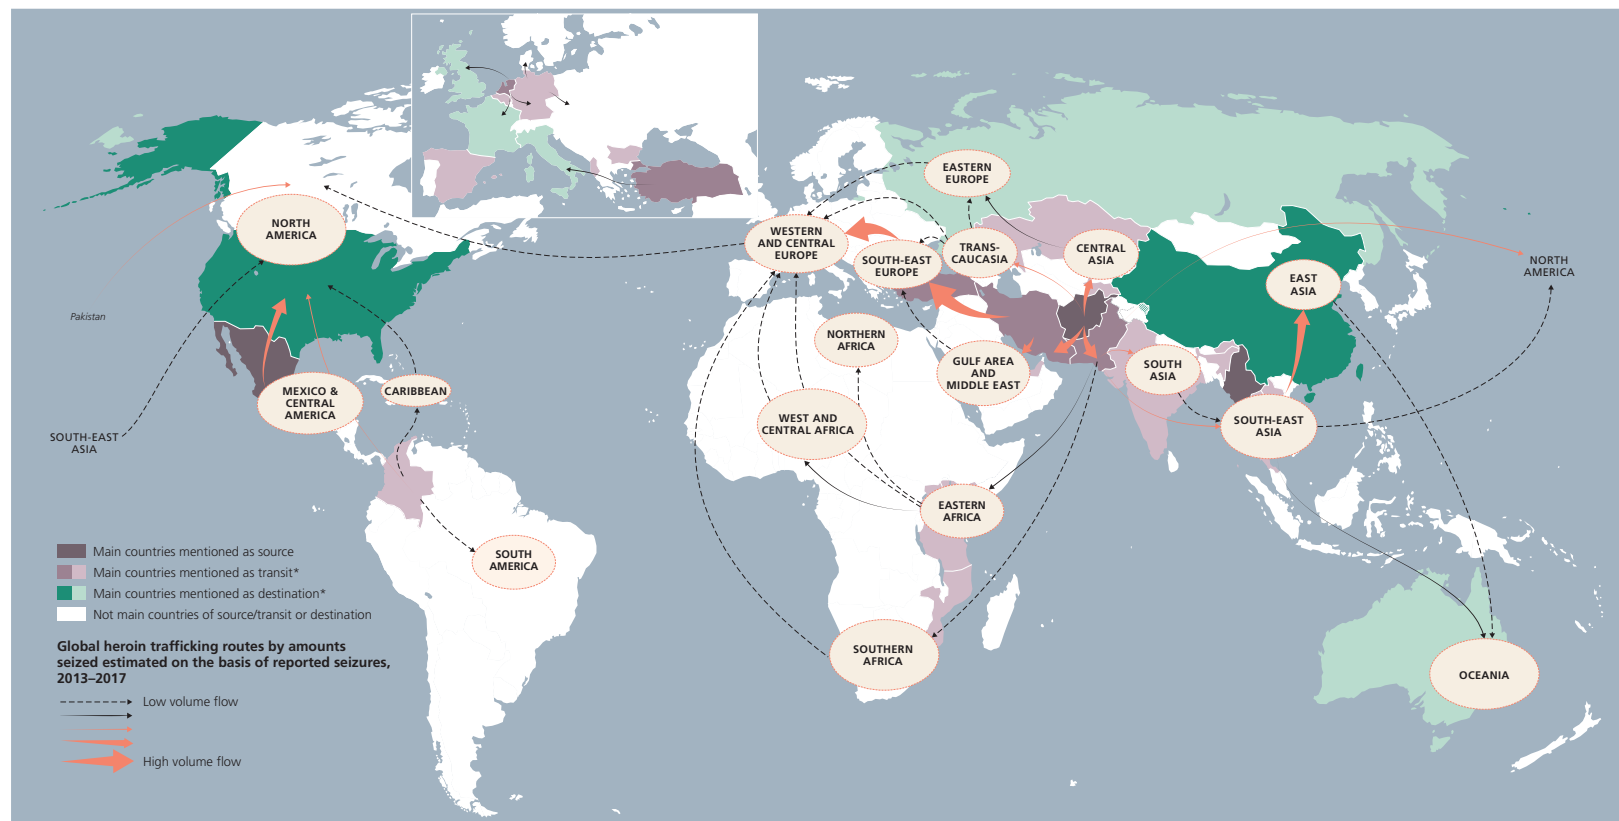 EASTERN
EUROPE
NORTH
AMERICA
WESTERN
AND CENTRAL
EUROPE
SOUTH-EAST
EUROPE
TRANS-
CAUCASIA
CENTRAL
ASIA
EAST
ASIA
NORTH
AMERICA
Pakistan
NORTHERN
AFRICA
GULF AREA
AND
MIDDLE EAST
SOUTH
ASIA
MEXICO &
CENTRAL
AMERICA
CARIBBEAN
WEST AND
CENTRAL AFRICA
SOUTH-EAST
ASIA
SOUTH-EAST
ASIA
EASTERN
AFRICA
SOUTH
AMERICA
SOUTHERN
AFRICA
OCEANIA
Main countries mentioned as source
Main countries mentioned as transit*
Main countries mentioned as destination*
Not main countries of source/transit or destination
Global heroin trafficking routes by amounts
seized estimated on the basis of reported seizures,
2013–2017
Low volume flow
High volume flow